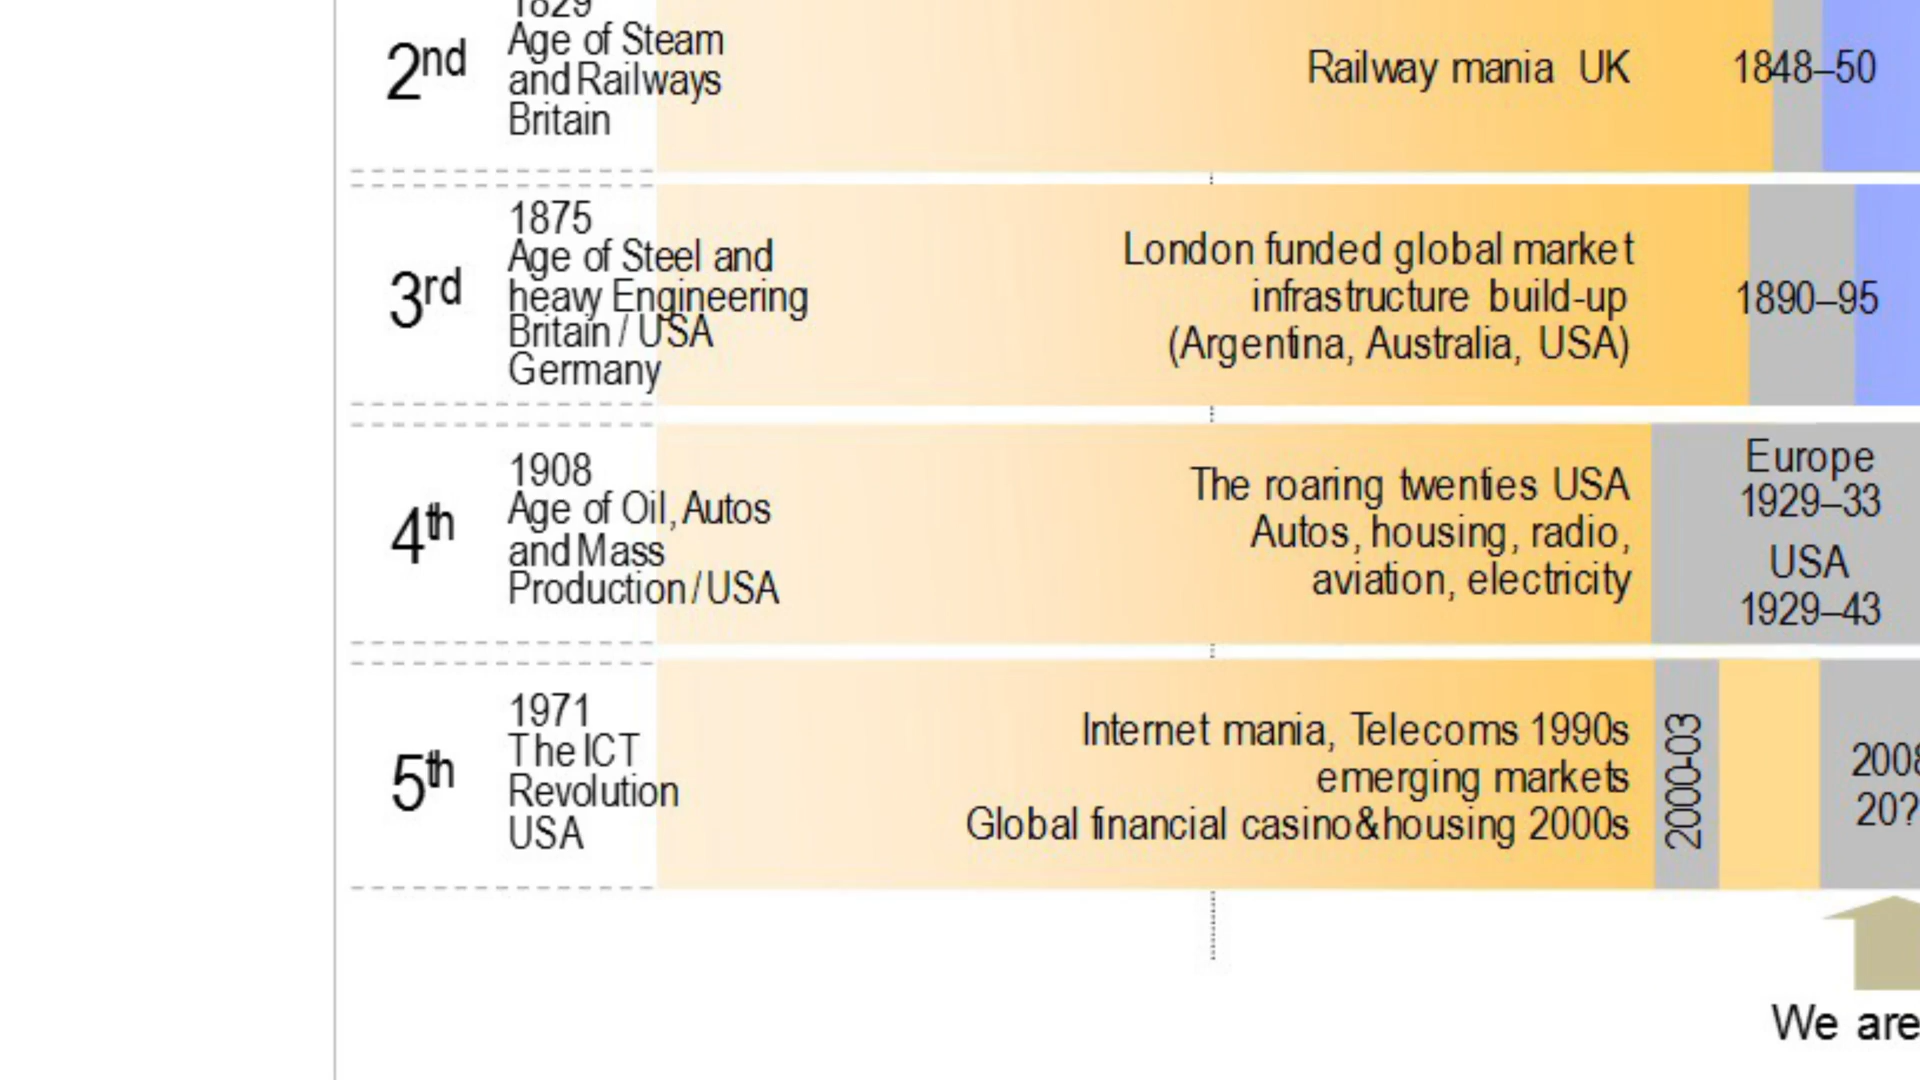 1829
2nd
Age of Steam
and Railways
Britain
Railway mania UK
1848–50
3rd
1875
Age of Steel and
heavy Engineering
Britain / USA
Germany
London funded global market
infrastructure build-up
(Argentina, Australia, USA)
1890–95
4th
1908
Age of Oil, Autos
and Mass
Production / USA
The roaring twenties USA
Autos, housing, radio,
aviation, electricity
Europe
1929–33
USA
1929–43
5th
1971
The ICT
Revolution
USA
Internet mania, Telecoms 1990s
emerging markets
Global financial casino & housing 2000s
2000-03
2008
20?
We are